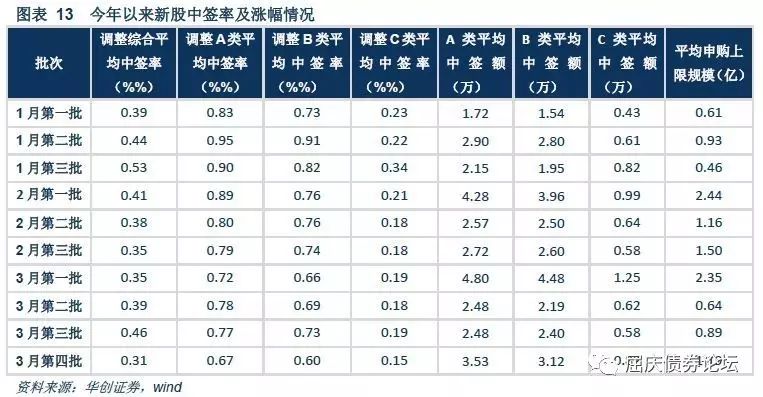 图表 13 今年以来新股中签率及涨幅情况
批次 调整综合平均中签率（%%） 调整A类平均中签率（%%） 调整B类平均中签率（%%） 调整C类平均中签率（%%） A 类平均中签额（万） B 类平均中签额（万） C 类平均中签额（万） 平均申购上限规模（亿）
1月第一批 0.39 0.83 0.73 0.23 1.72 1.54 0.43 0.61
1月第二批 0.44 0.95 0.91 0.22 2.90 2.80 0.61 0.93
1月第三批 0.53 0.90 0.82 0.34 2.15 1.95 0.82 0.46
2月第一批 0.41 0.89 0.76 0.21 4.28 3.96 0.99 2.44
2月第二批 0.38 0.80 0.76 0.18 2.57 2.50 0.64 1.16
2月第三批 0.35 0.79 0.74 0.18 2.72 2.60 0.58 1.50
3月第一批 0.35 0.72 0.66 0.19 4.80 4.48 1.25 2.35
3月第二批 0.39 0.78 0.69 0.18 2.48 2.19 0.62 0.64
3月第三批 0.46 0.77 0.73 0.19 2.48 2.40 0.58 0.89
3月第四批 0.31 0.67 0.60 0.15 3.53 3.12
屈庆债券论坛
资料来源：华创证券，wind